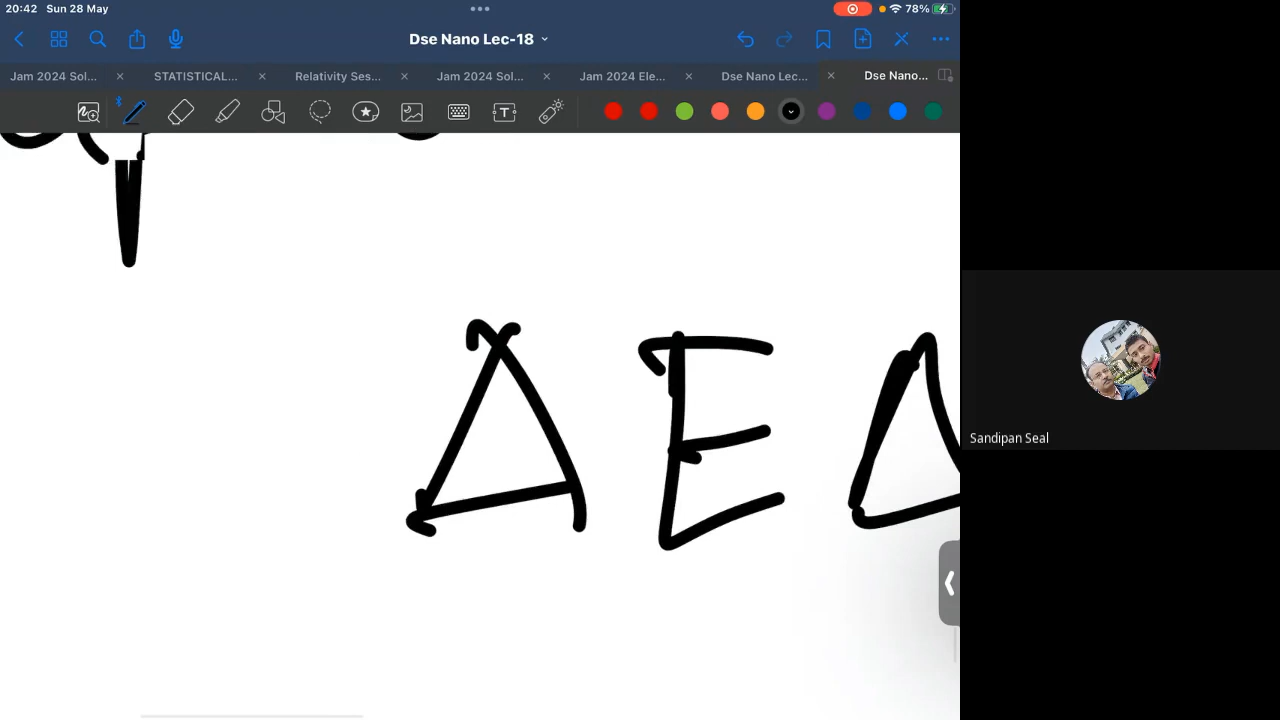 20:42 Sun 28 May 78%
Dse Nano Lec-18
Jam 2024 Sol... STATISTICAL... Relativity Ses... Jam 2024 Sol... Jam 2024 Ele... Dse Nano Lec... Dse Nano...
T
ΔEΔ
Sandipan Seal